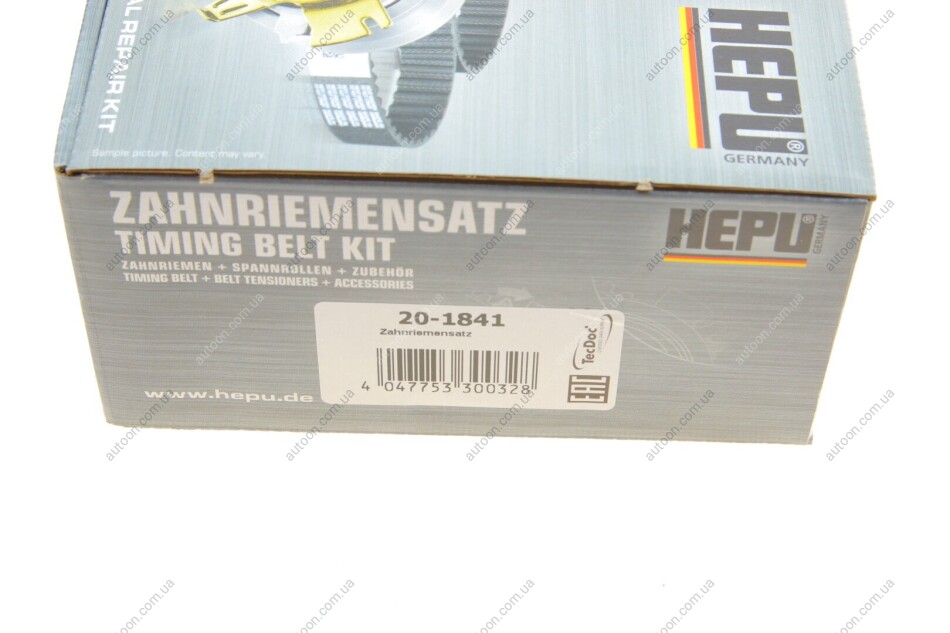 AL REPAIR KIT
Sample picture. Content may vary.
HEPU®
GERMANY
ZAHNRIEMENSATZ
TIMING BELT KIT
ZAHNRIEMEN + SPANNROLLEN + ZUBEHÖR
TIMING BELT + BELT TENSIONERS + ACCESSORIES
HEPU®
GERMANY
20-1841
Zahnriemensatz
4 047753 300328
TecDoc
EAC
www.hepu.de
autoon.com.ua